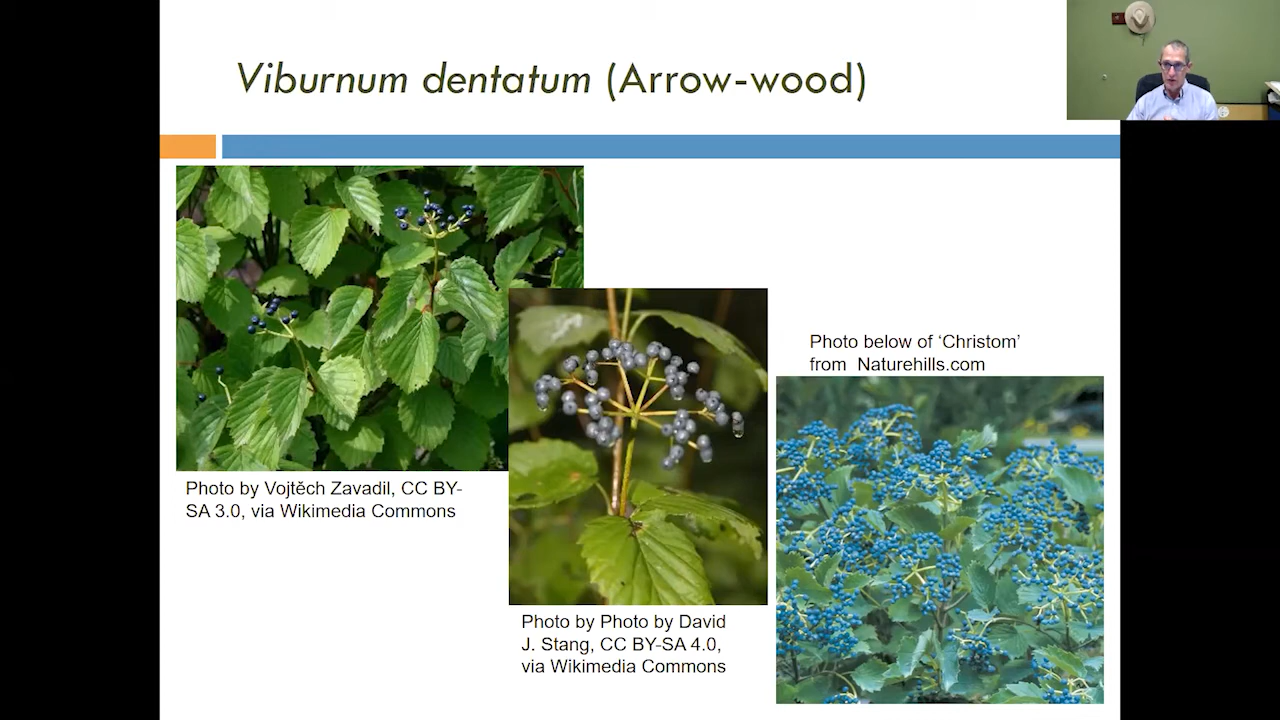 Viburnum dentatum (Arrow-wood)
Photo below of ‘Christom’
from Naturehills.com
Photo by Vojtěch Zavadil, CC BY-
SA 3.0, via Wikimedia Commons
Photo by Photo by David
J. Stang, CC BY-SA 4.0,
via Wikimedia Commons